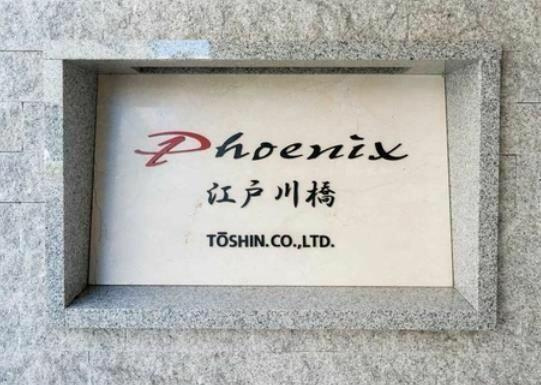 Phoenix
江戸川橋
TŌSHIN.CO.,LTD.